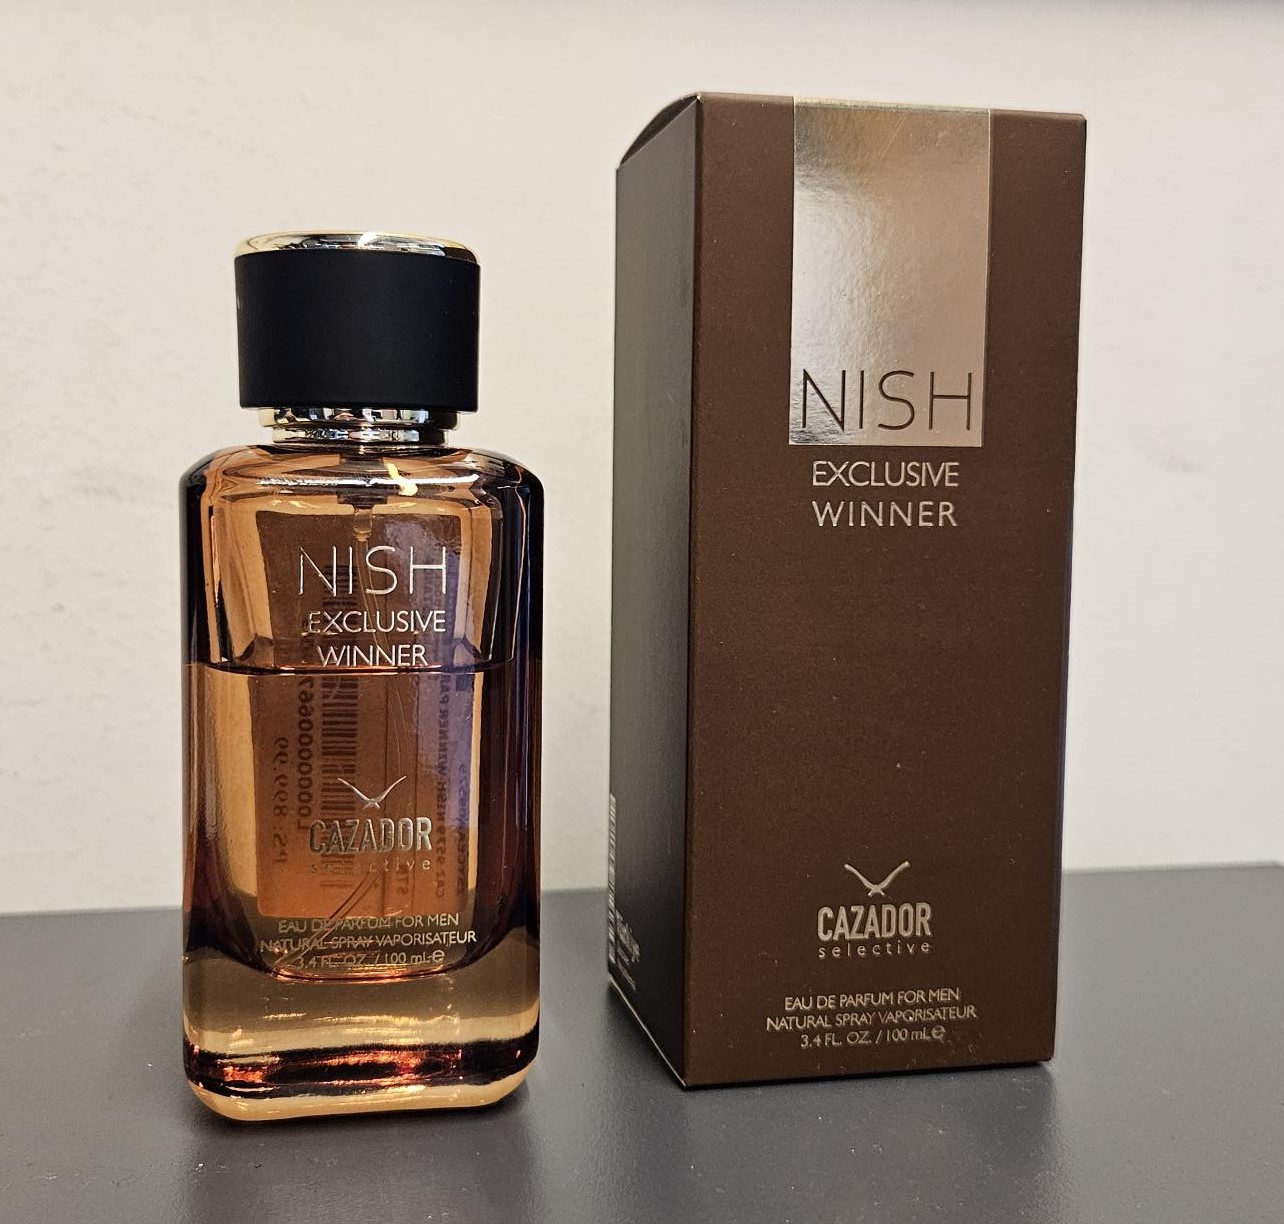 NISH
EXCLUSIVE
WINNER
CAZADOR
selective
EAU DE PARFUM FOR MEN
NATURAL SPRAY VAPORISATEUR
3.4 FL. OZ. / 100 mL e
NISH
EXCLUSIVE
WINNER
CAZADOR
selective
EAU DE PARFUM FOR MEN
NATURAL SPRAY VAPORISATEUR
3.4 FL. OZ. / 100 mL e